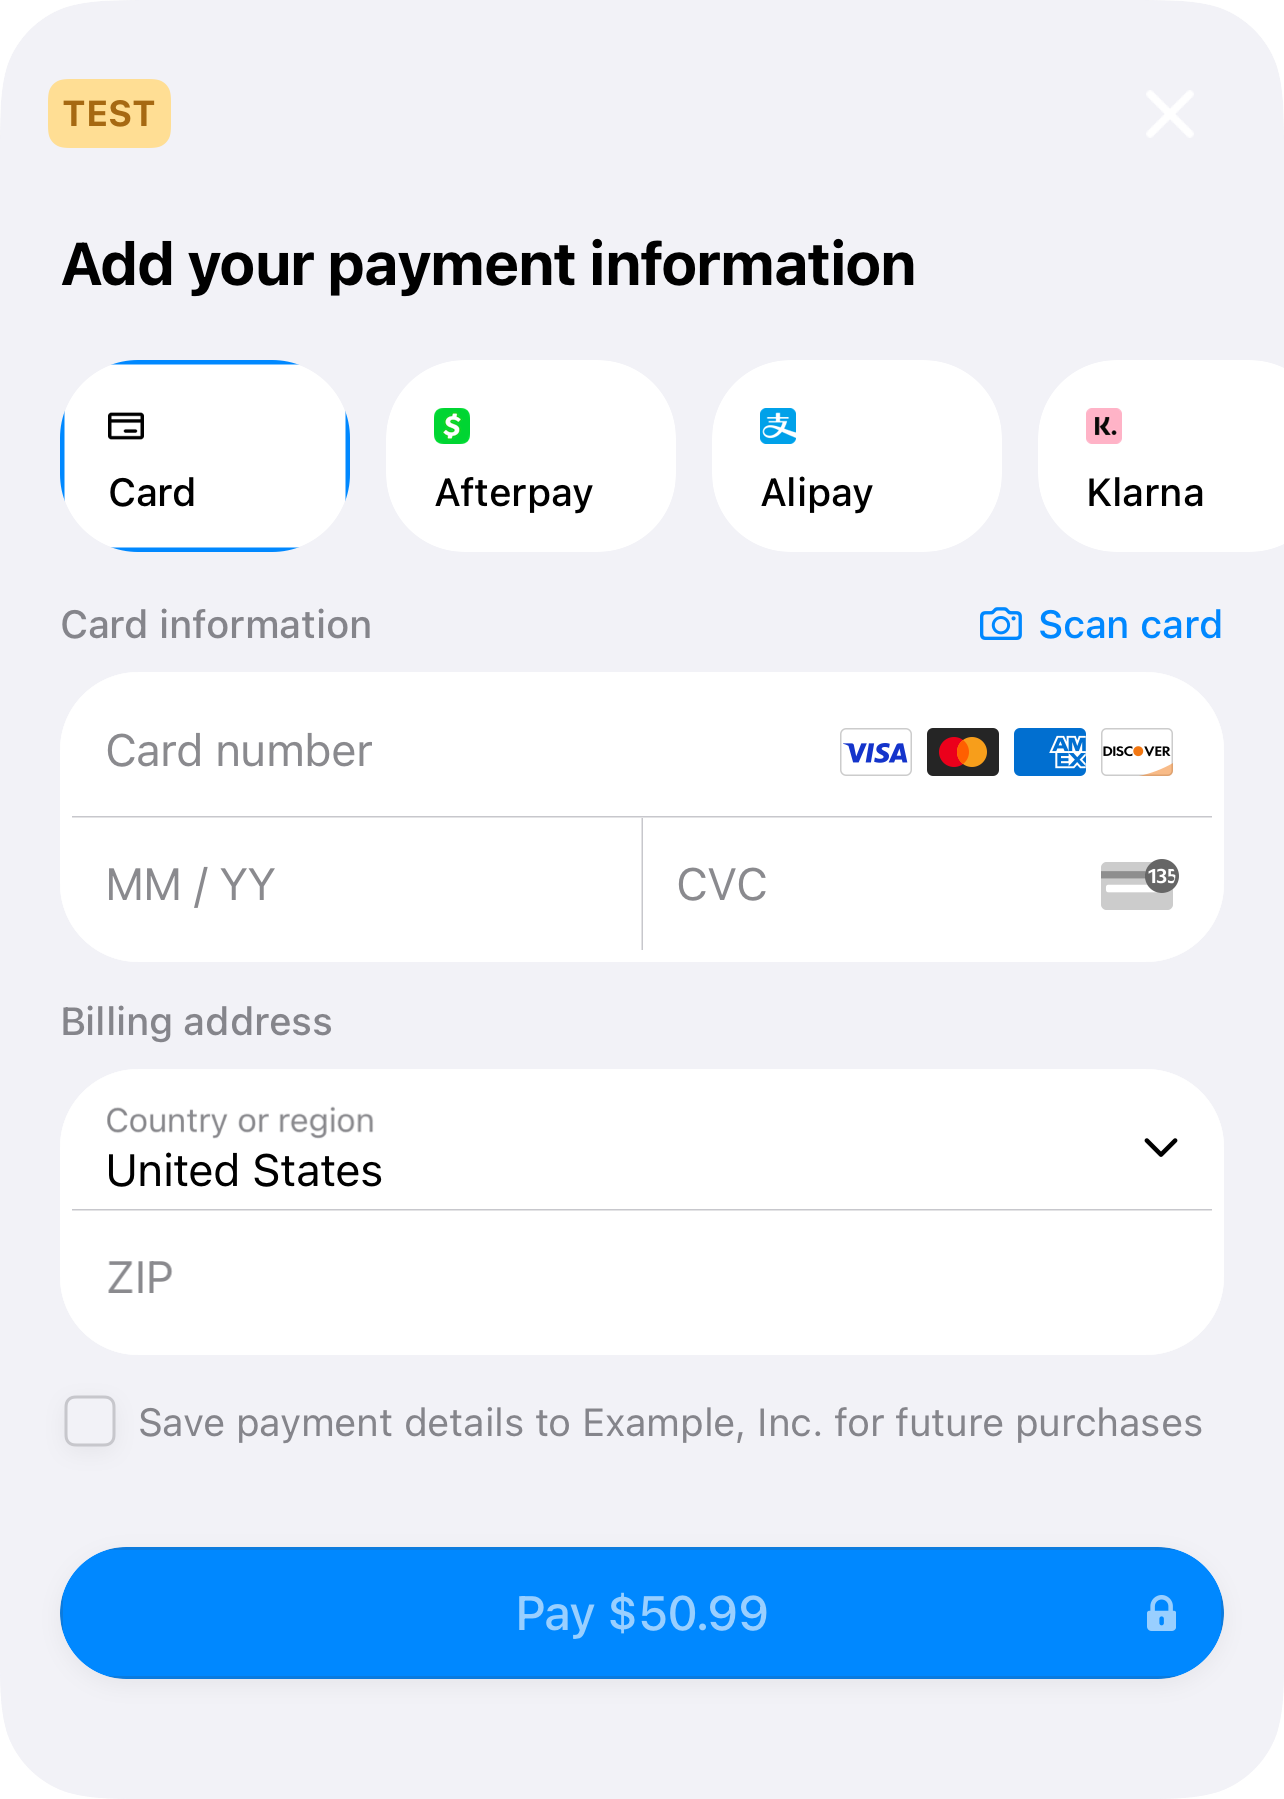 TEST
Add your payment information
$
支
K.
Card
Afterpay
Alipay
Klarna
Card information
Scan card
Card number
VISA
AM
EX
DISCOVER
MM / YY
CVC
135
Billing address
Country or region
United States
ZIP
Save payment details to Example, Inc. for future purchases
Pay $50.99